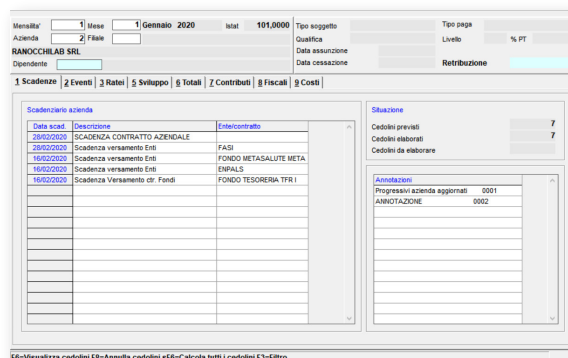 Mensilita' 1 Mese 1 Gennaio 2020 Istat 101,0000 Tipo soggetto Tipo paga
Azienda 2 Filiale Qualifica Livello % PT
RANOCCHILAB SRL Data assunzione
Dipendente Data cessazione Retribuzione
1 Scadenze 2 Eventi 3 Ratei 5 Sviluppo 6 Totali 7 Contributi 8 Fiscali 9 Costi
Scadenziario azienda
Data scad. Descrizione Ente/contratto
28/02/2020 SCADENZA CONTRATTO AZIENDALE
28/02/2020 Scadenza versamento Enti FASI
16/02/2020 Scadenza versamento Enti FONDO METASALUTE META
16/02/2020 Scadenza versamento Enti ENPALS
16/02/2020 Scadenza Versamento ctr. Fondi FONDO TESORERIA TFR I
Situazione
Cedolini previsti 7
Cedolini elaborati 7
Cedolini da elaborare
Annotazioni
Progressivi azienda aggiornati 0001
ANNOTAZIONE 0002
F6=Visualizza cedolini F8=Annulla cedolini sF6=Calcola tutti i cedolini F3=Filtro